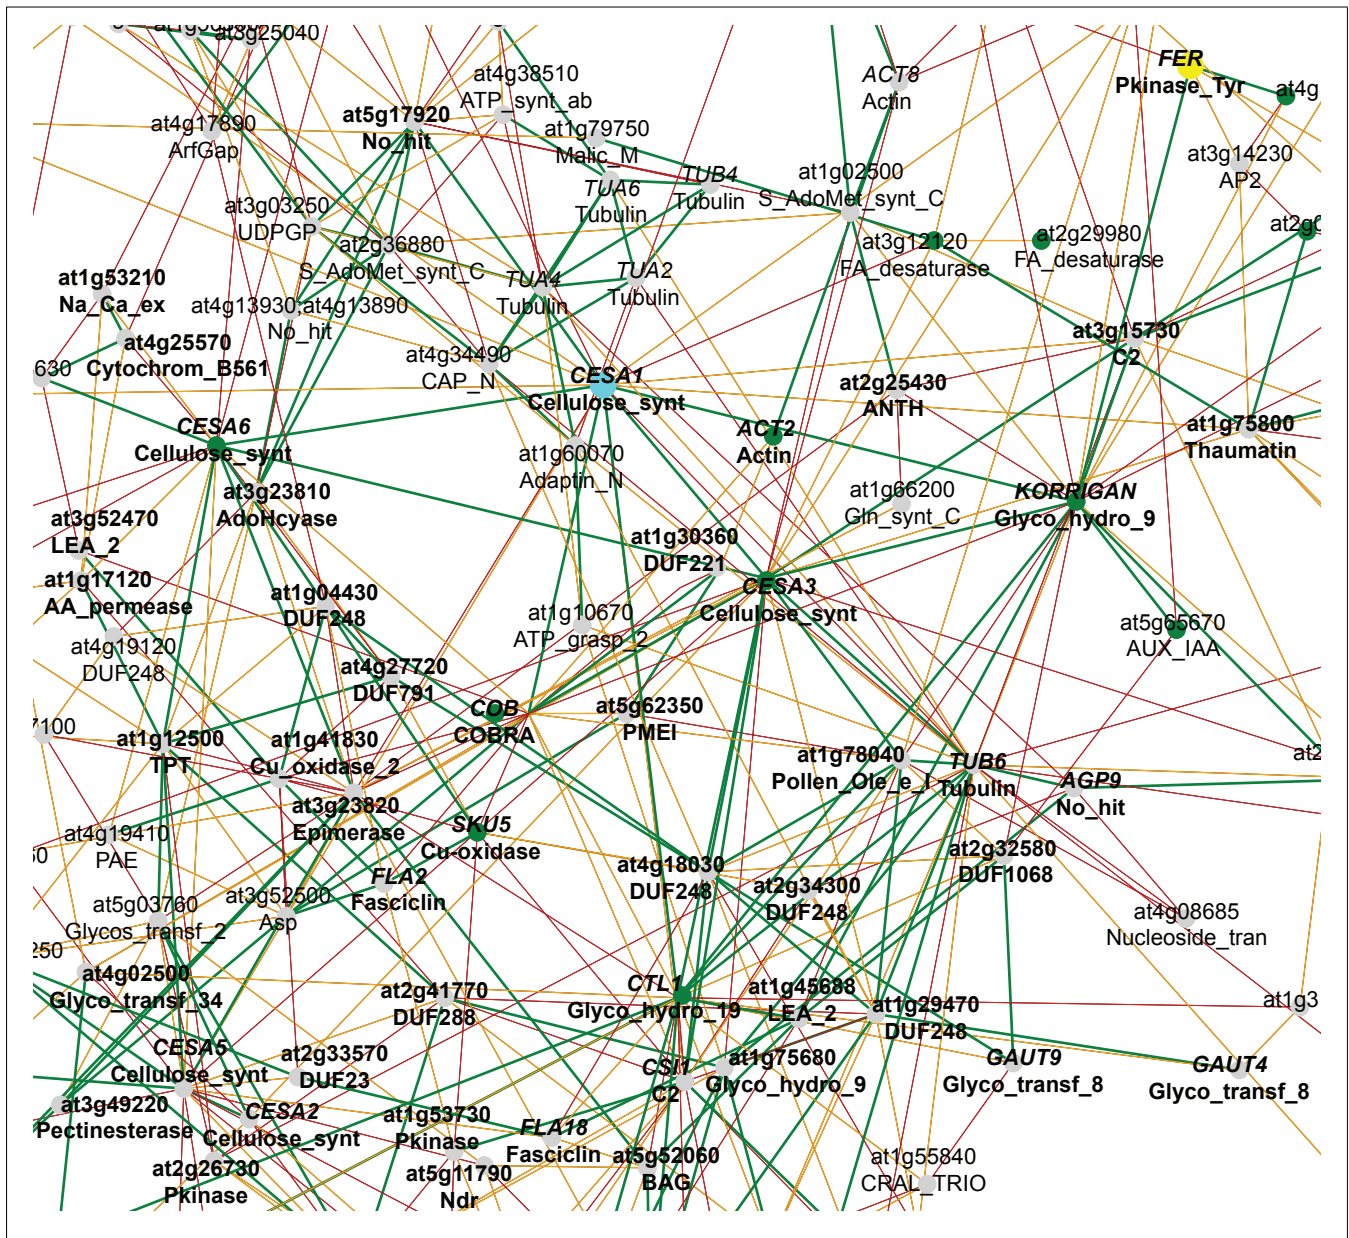 at3g25040
FER
Pkinase_Tyr
at4g
at4g38510
ATP_synt_ab
ACT8
Actin
at5g17920
No_hit
at4g17890
ArfGap
at1g79750
Malic_M
at3g14230
AP2
TUA6
Tubulin
TUB4
Tubulin
at1g02500
S_AdoMet_synt_C
at3g03250
UDPGP
at2g36880
S_AdoMet_synt_C
at3g12120
FA_desaturase
at2g29980
FA_desaturase
at2g0
at1g53210
Na_Ca_ex
at4g13930;at4g13890
No_hit
TUA4
Tubulin
TUA2
Tubulin
at4g25570
Cytochrom_B561
630
at4g34490
CAP_N
at3g15730
C2
CESA1
Cellulose_synt
at2g25430
ANTH
CESA6
Cellulose_synt
ACT2
Actin
at1g75800
Thaumatin
at1g60070
Adaptin_N
at3g23810
AdoHcyase
at1g66200
Gln_synt_C
KORRIGAN
Glyco_hydro_9
at3g52470
LEA_2
at1g30360
DUF221
at1g17120
AA_permease
at1g04430
DUF248
CESA3
Cellulose_synt
at1g10670
ATP_grasp_2
at5g65670
AUX_IAA
at4g19120
DUF248
at4g27720
DUF791
COB
COBRA
at5g62350
PMEI
7100
at1g12500
TPT
at1g41830
Cu_oxidase_2
at1g78040
Pollen_Ole_e_I
TUB6
Tubulin
AGP9
No_hit
at2
at3g23820
Epimerase
SKU5
Cu-oxidase
at4g19410
PAE
50
at4g18030
DUF248
at2g34300
DUF248
at2g32580
DUF1068
FLA2
Fasciclin
at3g52500
Asp
at5g03760
Glycos_transf_2
at4g08685
Nucleoside_tran
250
at4g02500
Glyco_transf_34
at2g41770
DUF288
CTL1
Glyco_hydro_19
at1g45688
LEA_2
at1g29470
DUF248
at1g3
CESA5
Cellulose_synt
at2g33570
DUF23
CSI1
C2
at1g75680
Glyco_hydro_9
GAUT9
Glyco_transf_8
GAUT4
Glyco_transf_8
at3g49220
Pectinesterase
CESA2
Cellulose_synt
at1g53730
Pkinase
FLA18
Fasciclin
at2g26730
Pkinase
at5g11790
Ndr
at5g52060
BAG
at1g55840
CRAL_TRIO